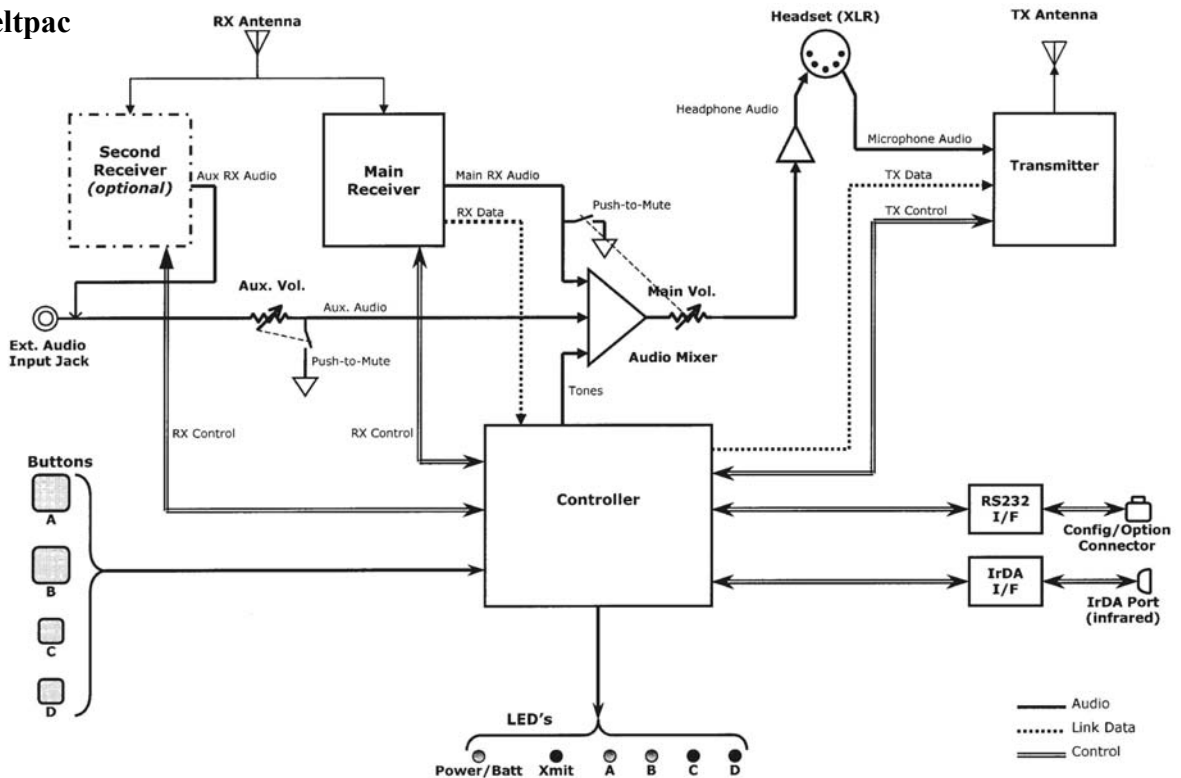 eltpac
RX Antenna
Headset (XLR)
TX Antenna
Headphone Audio
Second
Receiver
(optional)
Aux RX Audio
Main
Receiver
Main RX Audio
RX Data
Push-to-Mute
Microphone Audio
TX Data
TX Control
Transmitter
Aux. Vol.
Aux. Audio
Main Vol.
Ext. Audio
Input Jack
Push-to-Mute
Audio Mixer
Tones
RX Control
RX Control
Buttons
A
B
C
D
Controller
RS232
I/F
Config/Option
Connector
IrDA
I/F
IrDA Port
(infrared)
LED's
Power/Batt
Xmit
A
B
C
D
Audio
Link Data
Control